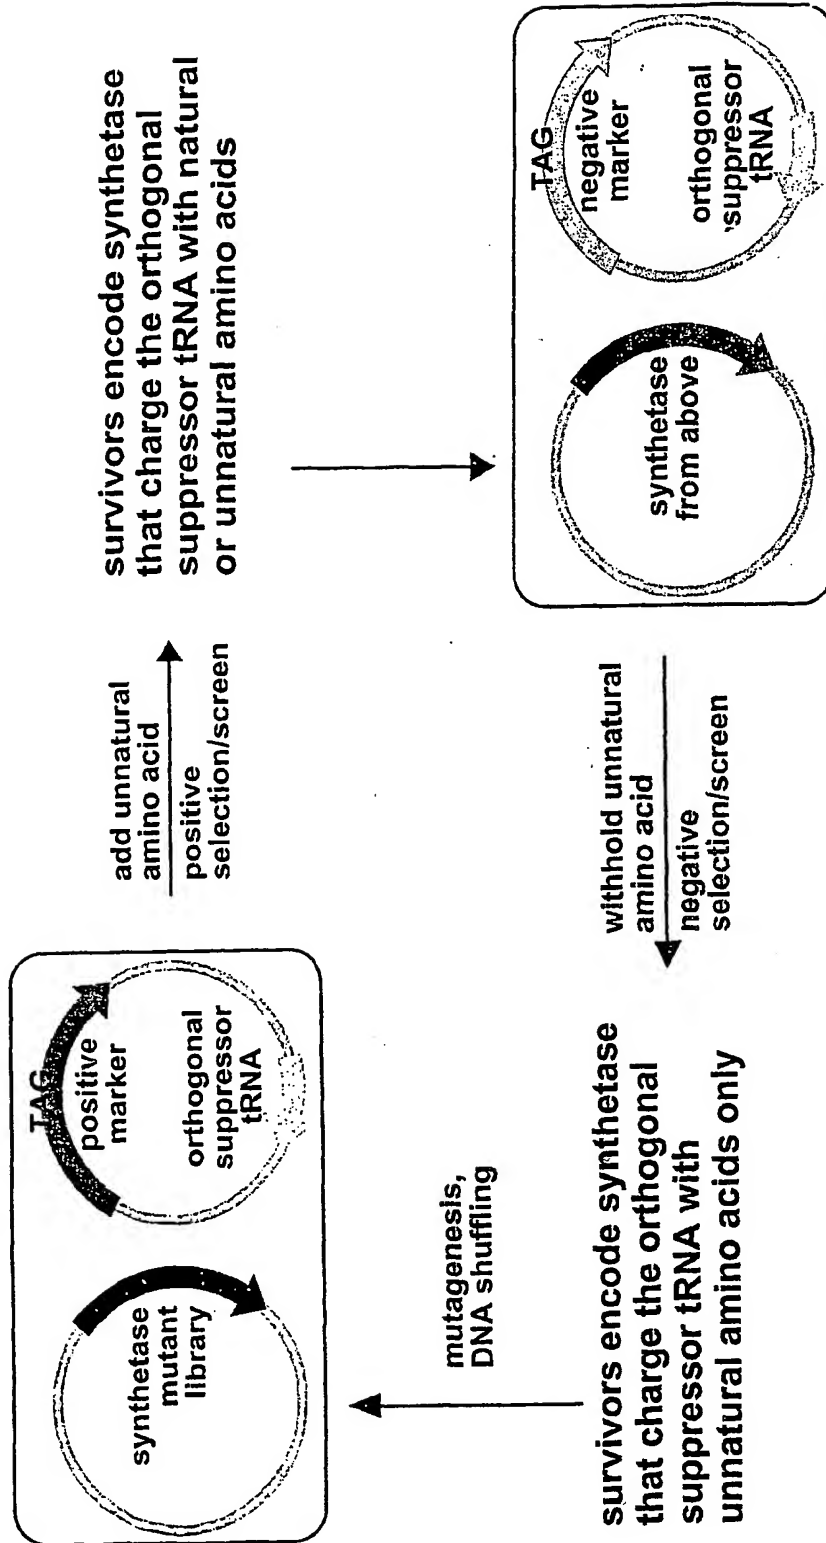 TAG
positive
marker
orthogonal
suppressor
tRNA
synthetase
mutant
library
add unnatural
amino acid
positive
selection/screen
survivors encode synthetase
that charge the orthogonal
suppressor tRNA with natural
or unnatural amino acids
TAG
negative
marker
orthogonal
'suppressor
tRNA
synthetase
from above
withhold unnatural
amino acid
negative
selection/screen
survivors encode synthetase
that charge the orthogonal
suppressor tRNA with
unnatural amino acids only
mutagenesis,
DNA shuffling